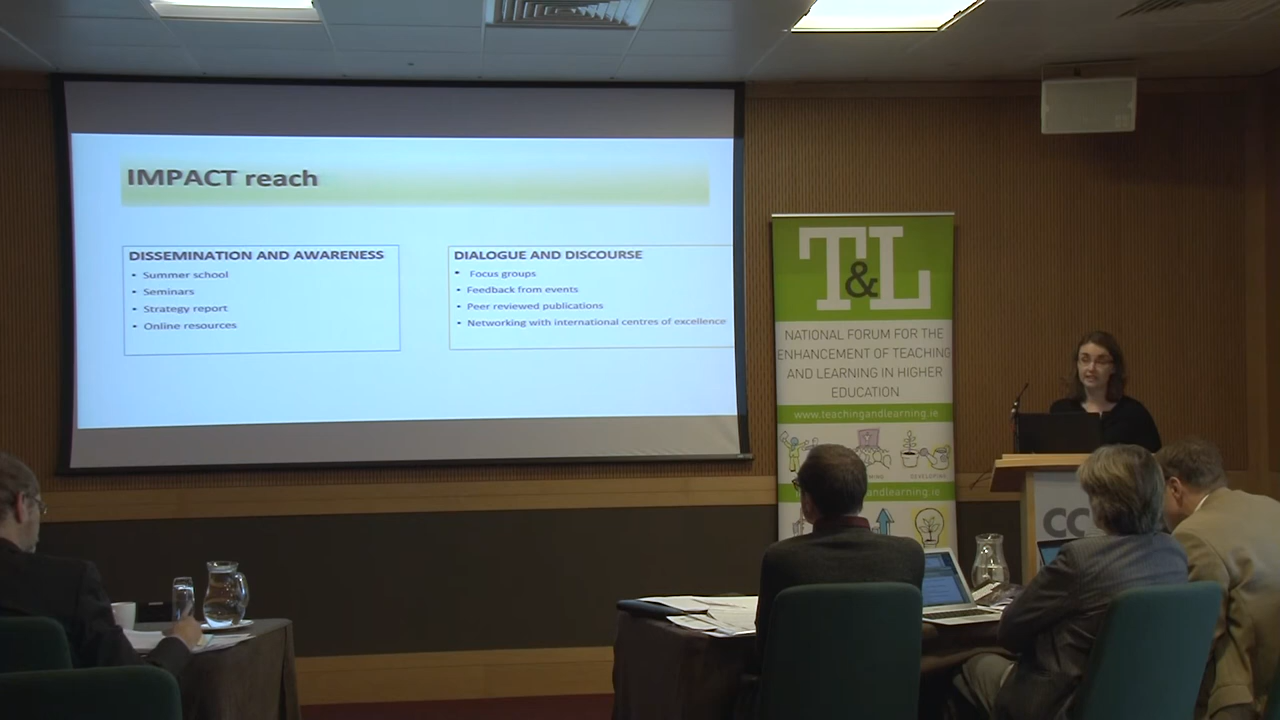 IMPACT reach
DISSEMINATION AND AWARENESS
• Summer school
• Seminars
• Strategy report
• Online resources
DIALOGUE AND DISCOURSE
• Focus groups
• Feedback from events
• Peer reviewed publications
• Networking with international centres of excellence
T&L
NATIONAL FORUM FOR THE
ENHANCEMENT OF TEACHING
AND LEARNING IN HIGHER
EDUCATION
www.teachingandlearning.ie
DEVELOPING
andlearning.ie
CC